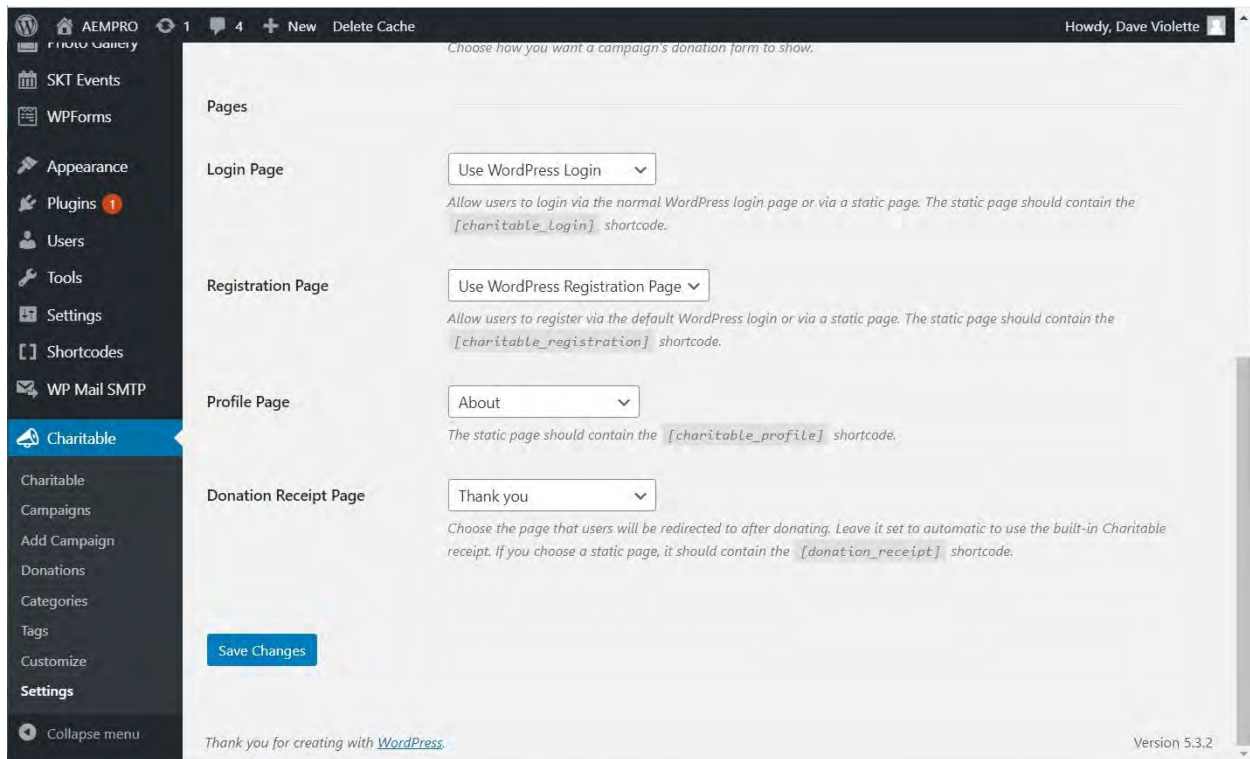 AEMPRO 1 4 New Delete Cache Howdy, Dave Violette
Photo Gallery
SKT Events
WPForms
Appearance
Plugins 1
Users
Tools
Settings
Shortcodes
WP Mail SMTP
Charitable
Charitable
Campaigns
Add Campaign
Donations
Categories
Tags
Customize
Settings
Collapse menu
Choose how you want a campaign's donation form to show.
Pages
Login Page
Use WordPress Login
Allow users to login via the normal WordPress login page or via a static page. The static page should contain the
[charitable_login] shortcode.
Registration Page
Use WordPress Registration Page
Allow users to register via the default WordPress login or via a static page. The static page should contain the
[charitable_registration] shortcode.
Profile Page
About
The static page should contain the [charitable_profile] shortcode.
Donation Receipt Page
Thank you
Choose the page that users will be redirected to after donating. Leave it set to automatic to use the built-in Charitable
receipt. If you choose a static page, it should contain the [donation_receipt] shortcode.
Save Changes
Thank you for creating with WordPress.
Version 5.3.2